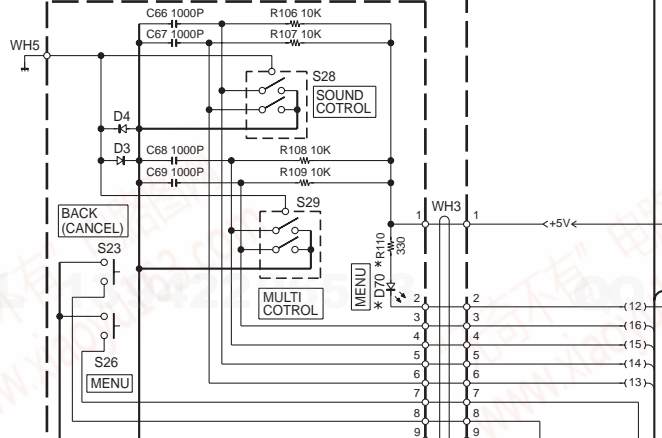 C66 1000P R106 10K
C67 1000P R107 10K
WH5
S28
SOUND
COTROL
D4
D3 C68 1000P R108 10K
C69 1000P R109 10K
BACK
(CANCEL)
S29
WH3
1 1 +5V
S23
MENU
* D70
* R110
330
MULTI
COTROL
2 2 (12)
3 3 (16)
4 4 (15)
5 5 (14)
S26
6 6 (13)
MENU
7 7
8 8
9 9